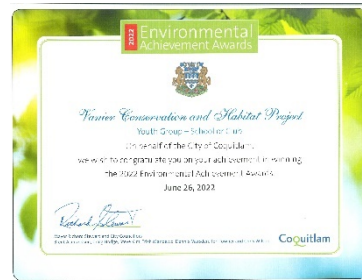 2022 Environmental
Achievement Awards
Vanier Conservation and Habitat Project
Youth Group – School or Club
On behalf of the City of Coquitlam,
we wish to congratulate you on your achievement in winning
the 2022 Environmental Achievement Awards
June 26, 2022
Coquitlam